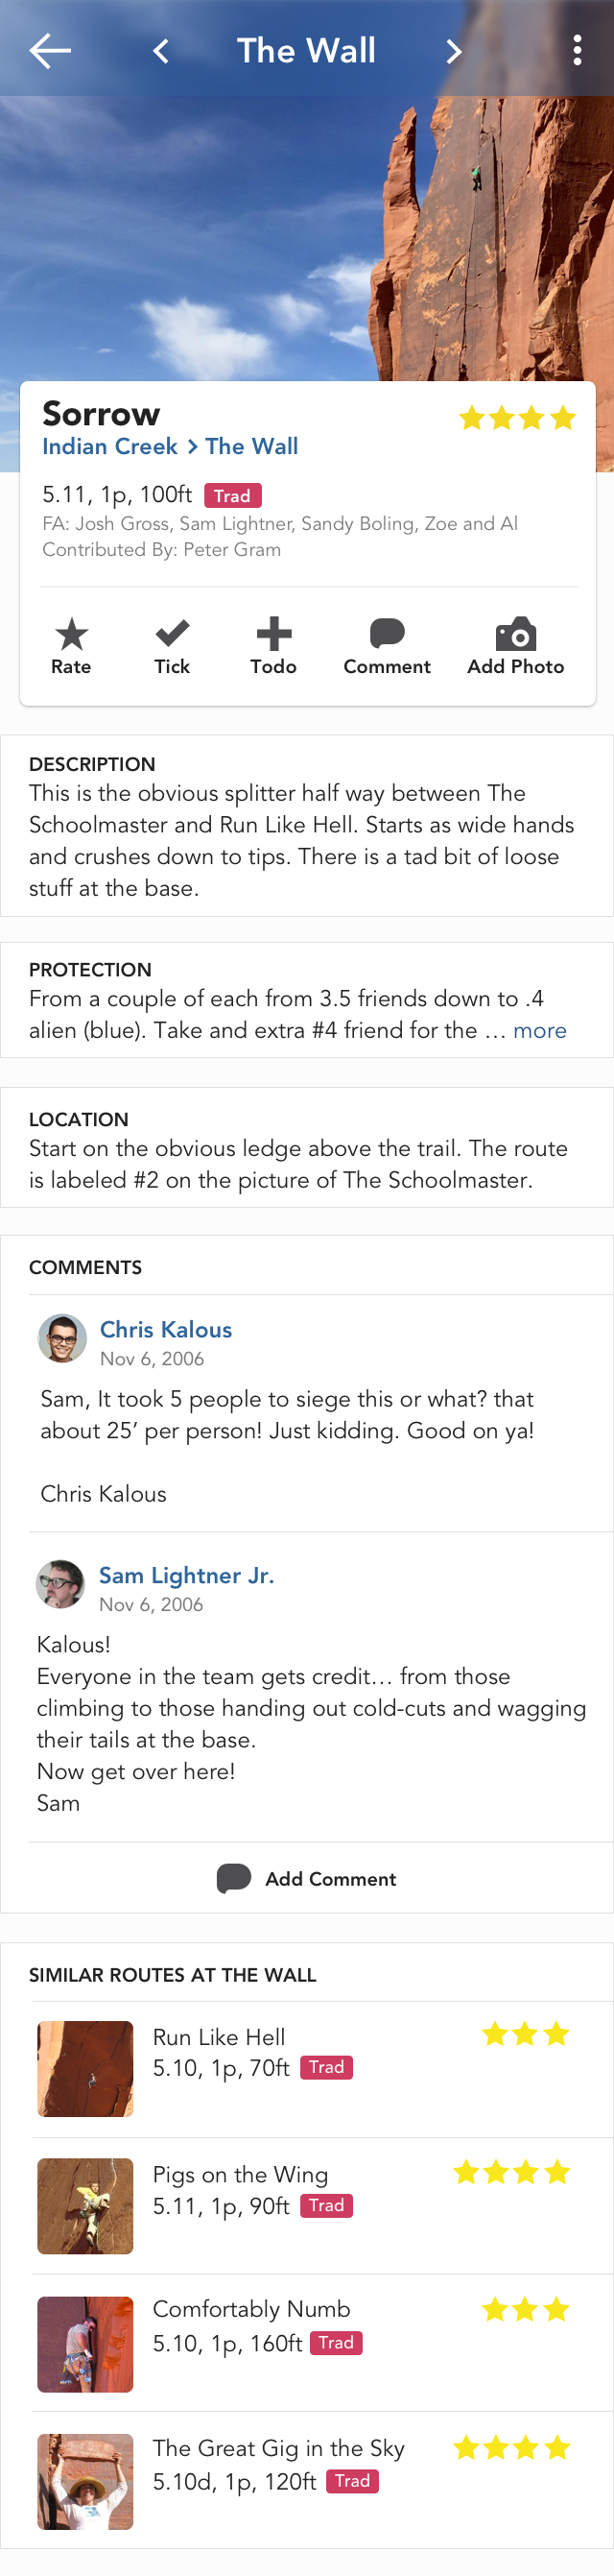 The Wall
Sorrow
Indian Creek > The Wall
5.11, 1p, 100ft Trad
FA: Josh Gross, Sam Lightner, Sandy Boling, Zoe and Al
Contributed By: Peter Gram
Rate Tick Todo Comment Add Photo
DESCRIPTION
This is the obvious splitter half way between The
Schoolmaster and Run Like Hell. Starts as wide hands
and crushes down to tips. There is a tad bit of loose
stuff at the base.
PROTECTION
From a couple of each from 3.5 friends down to .4
alien (blue). Take and extra #4 friend for the … more
LOCATION
Start on the obvious ledge above the trail. The route
is labeled #2 on the picture of The Schoolmaster.
COMMENTS
Chris Kalous
Nov 6, 2006
Sam, It took 5 people to siege this or what? that
about 25’ per person! Just kidding. Good on ya!
Chris Kalous
Sam Lightner Jr.
Nov 6, 2006
Kalous!
Everyone in the team gets credit… from those
climbing to those handing out cold-cuts and wagging
their tails at the base.
Now get over here!
Sam
Add Comment
SIMILAR ROUTES AT THE WALL
Run Like Hell
5.10, 1p, 70ft Trad
Pigs on the Wing
5.11, 1p, 90ft Trad
Comfortably Numb
5.10, 1p, 160ft Trad
The Great Gig in the Sky
5.10d, 1p, 120ft Trad